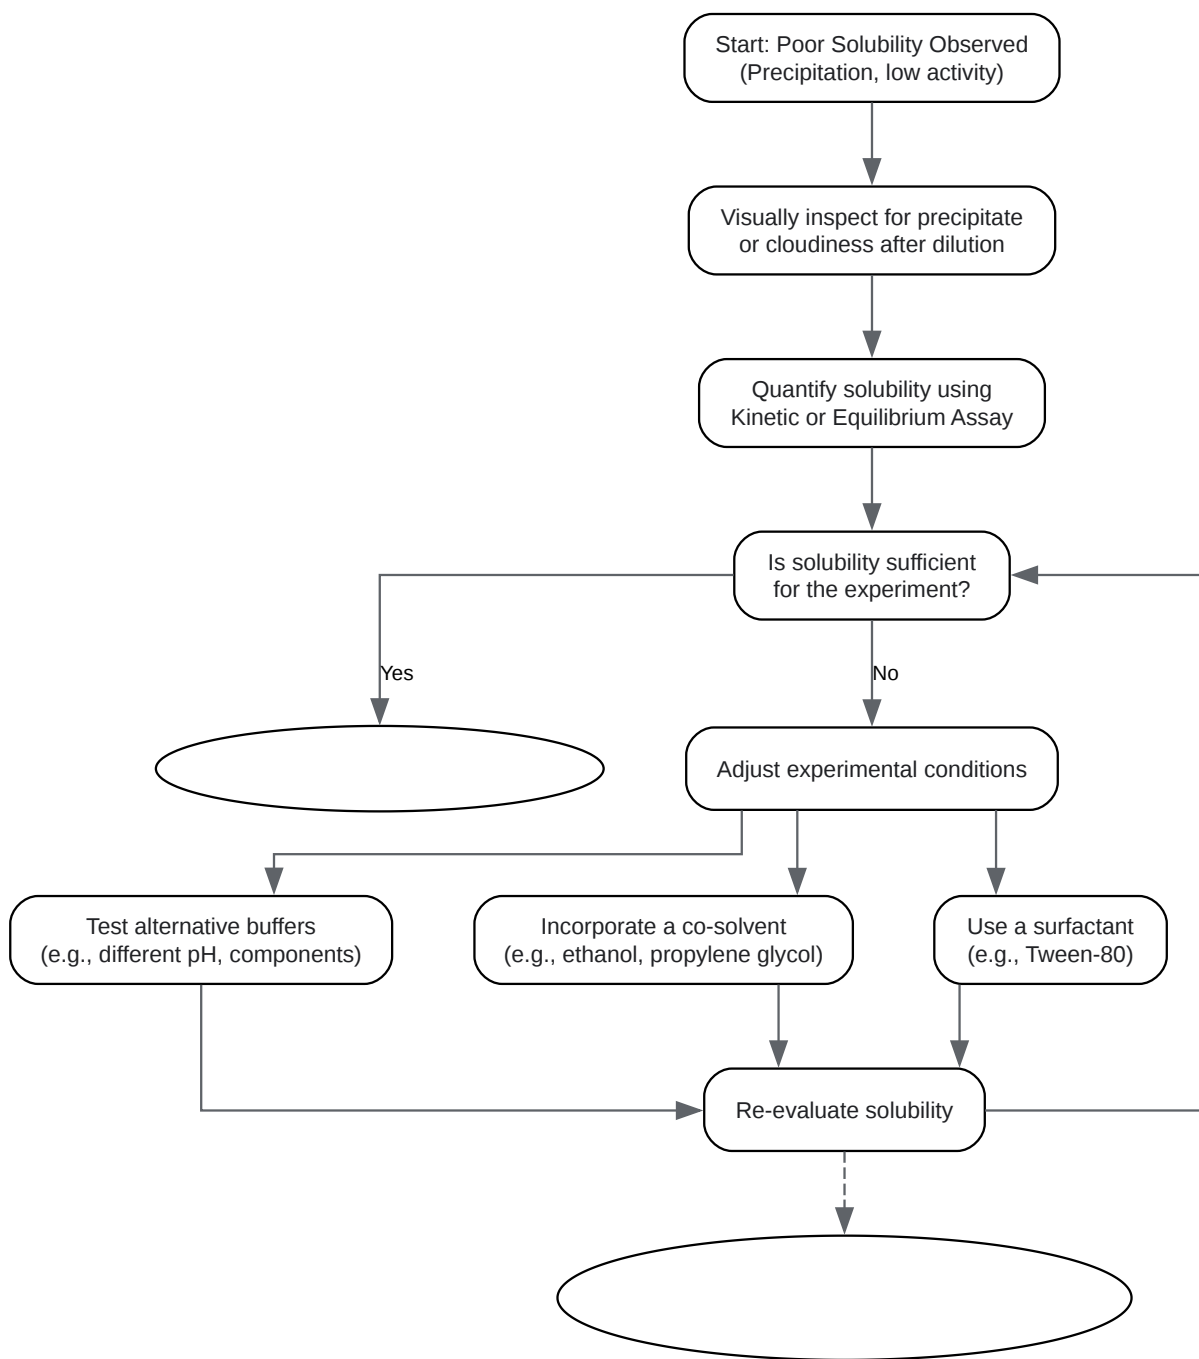 Start: Poor Solubility Observed
(Precipitation, low activity)
Visually inspect for precipitate
or cloudiness after dilution
Quantify solubility using
Kinetic or Equilibrium Assay
Is solubility sufficient
for the experiment?
Yes
No
Adjust experimental conditions
Test alternative buffers
(e.g., different pH, components)
Incorporate a co-solvent
(e.g., ethanol, propylene glycol)
Use a surfactant
(e.g., Tween-80)
Re-evaluate solubility